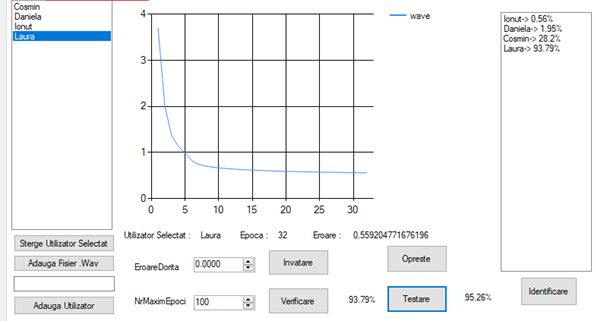 Cosmin
Daniela
Ionut
Laura
4
3
2
1
0
0 5 10 15 20 25 30
wave
Ionut-> 0.56%
Daniela-> 1.95%
Cosmin-> 28.2%
Laura-> 93.79%
Utilizator Selectat : Laura Epoca : 32 Eroare : 0.559204771676196
Sterge Utilizator Selectat
Adauga Fisier .Wav
Adauga Utilizator
EroareDorita 0.0000 Invatare Opreste
NrMaximEpoci 100 Verificare 93.79% Testare 95.26% Identificare